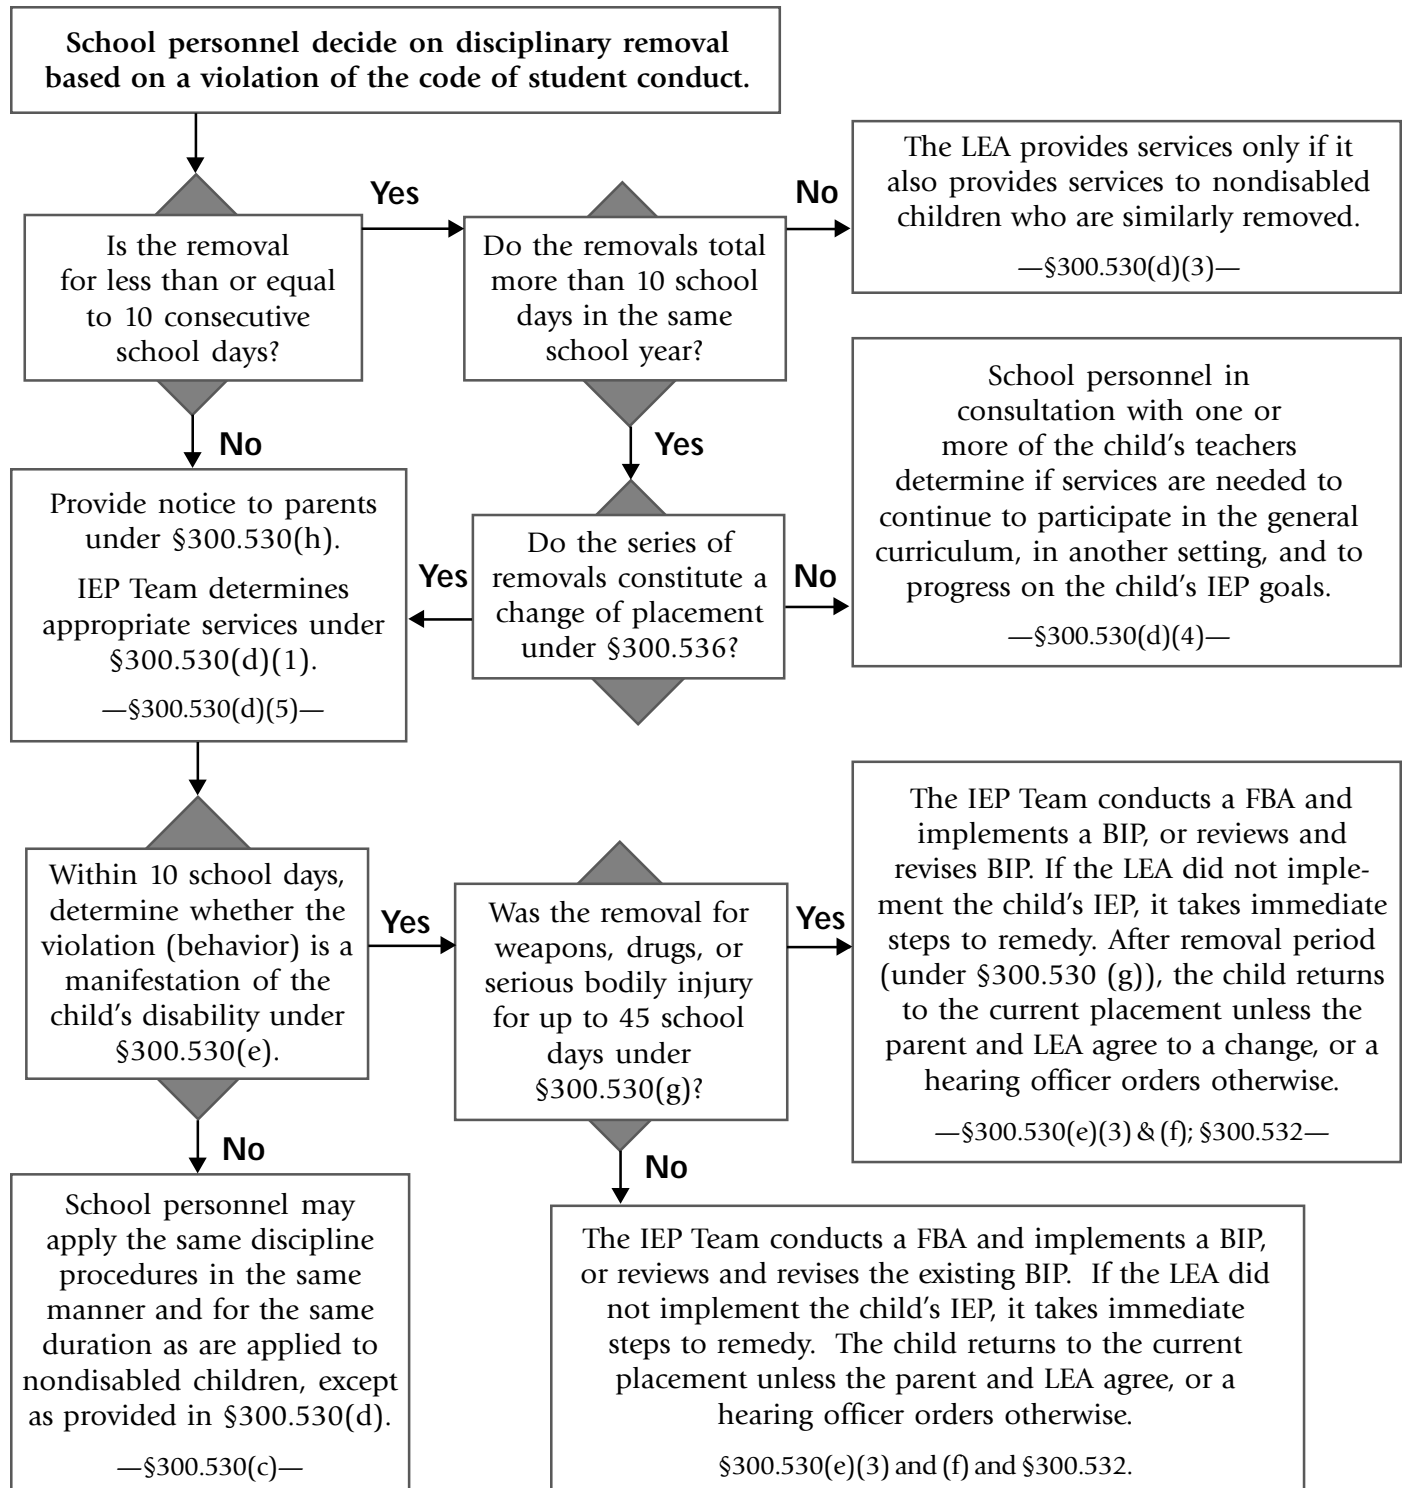 School personnel decide on disciplinary removal
based on a violation of the code of student conduct.
Is the removal
for less than or equal
to 10 consecutive
school days?
Yes
Do the removals total
more than 10 school
days in the same
school year?
No
The LEA provides services only if it
also provides services to nondisabled
children who are similarly removed.
—§300.530(d)(3)—
No
Yes
School personnel in
consultation with one or
more of the child's teachers
determine if services are needed to
continue to participate in the general
curriculum, in another setting, and to
progress on the child's IEP goals.
—§300.530(d)(4)—
Provide notice to parents
under §300.530(h).
IEP Team determines
appropriate services under
§300.530(d)(1).
—§300.530(d)(5)—
Yes
Do the series of
removals constitute a
change of placement
under §300.536?
No
Within 10 school days,
determine whether the
violation (behavior) is a
manifestation of the
child's disability under
§300.530(e).
Yes
Was the removal for
weapons, drugs, or
serious bodily injury
for up to 45 school
days under
§300.530(g)?
Yes
The IEP Team conducts a FBA and
implements a BIP, or reviews and
revises BIP. If the LEA did not imple-
ment the child's IEP, it takes immediate
steps to remedy. After removal period
(under §300.530 (g)), the child returns
to the current placement unless the
parent and LEA agree to a change, or a
hearing officer orders otherwise.
—§300.530(e)(3) & (f); §300.532—
No
No
School personnel may
apply the same discipline
procedures in the same
manner and for the same
duration as are applied to
nondisabled children, except
as provided in §300.530(d).
—§300.530(c)—
The IEP Team conducts a FBA and implements a BIP,
or reviews and revises the existing BIP.  If the LEA did
not implement the child's IEP, it takes immediate
steps to remedy.  The child returns to the current
placement unless the parent and LEA agree, or a
hearing officer orders otherwise.
§300.530(e)(3) and (f) and §300.532.